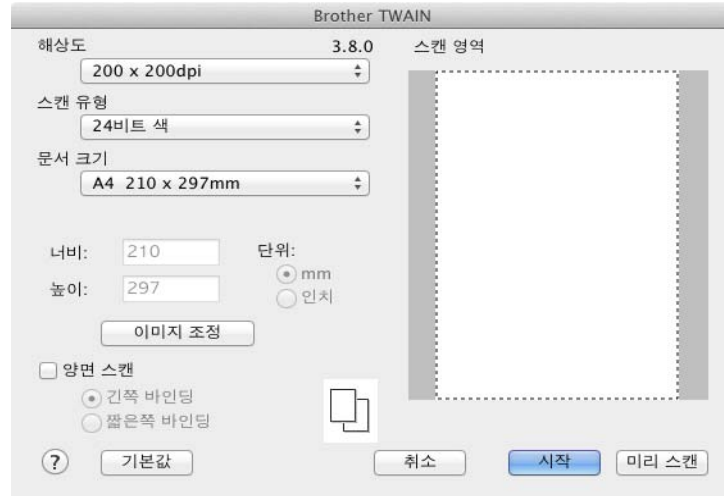 Brother TWAIN
해상도 3.8.0
200 x 200dpi
스캔 유형
24비트 색
문서 크기
A4 210 x 297mm
스캔 영역
너비: 210
높이: 297
단위:
mm
인치
이미지 조정
양면 스캔
긴쪽 바인딩
짧은쪽 바인딩
? 기본값 취소 시작 미리 스캔